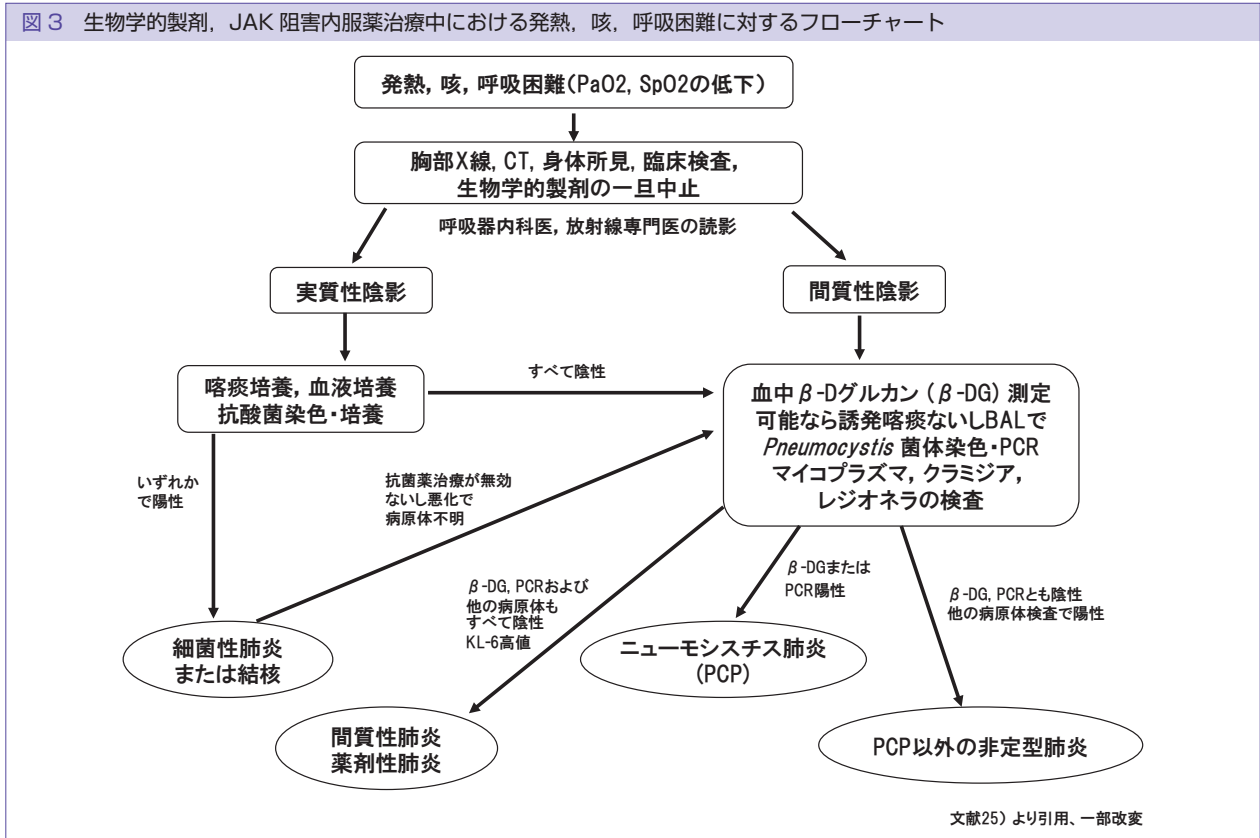 図3 生物学的製剤，JAK 阻害内服薬治療中における発熱，咳，呼吸困難に対するフローチャート
発熱, 咳, 呼吸困難(PaO2, SpO2の低下)
胸部X線, CT, 身体所見, 臨床検査,
生物学的製剤の一旦中止
呼吸器内科医, 放射線専門医の読影
実質性陰影
間質性陰影
喀痰培養, 血液培養
抗酸菌染色・培養
すべて陰性
血中β-Dグルカン (β-DG) 測定
可能なら誘発喀痰ないしBALで
Pneumocystis 菌体染色・PCR
マイコプラズマ, クラミジア,
レジオネラの検査
いずれか
で陽性
抗菌薬治療が無効
ないし悪化で
病原体不明
β-DG, PCRおよび
他の病原体も
すべて陰性
KL-6高値
β-DGまたは
PCR陽性
β-DG, PCRとも陰性
他の病原体検査で陽性
細菌性肺炎
または結核
ニューモシスチス肺炎
(PCP)
間質性肺炎
薬剤性肺炎
PCP以外の非定型肺炎
文献25) より引用、一部改変